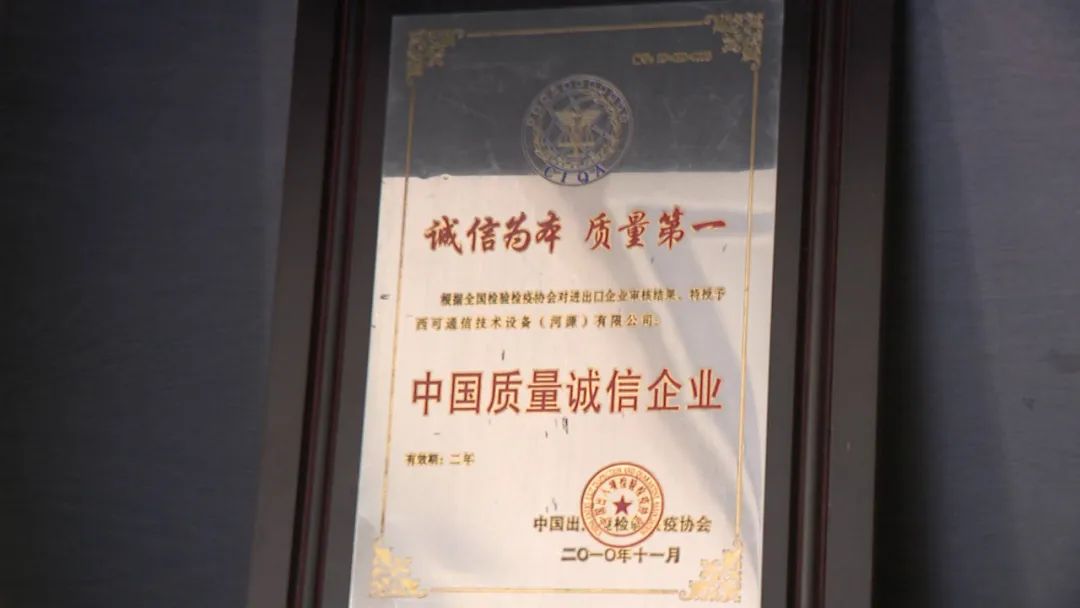 CIQA
诚信为本 质量第一
根据全国检验检疫协会对进出口企业审核结果,特授予
西可通信技术设备(河源)有限公司:
中国质量诚信企业
有效期:二年
中国出 检 疫协会
二〇一〇年十一月